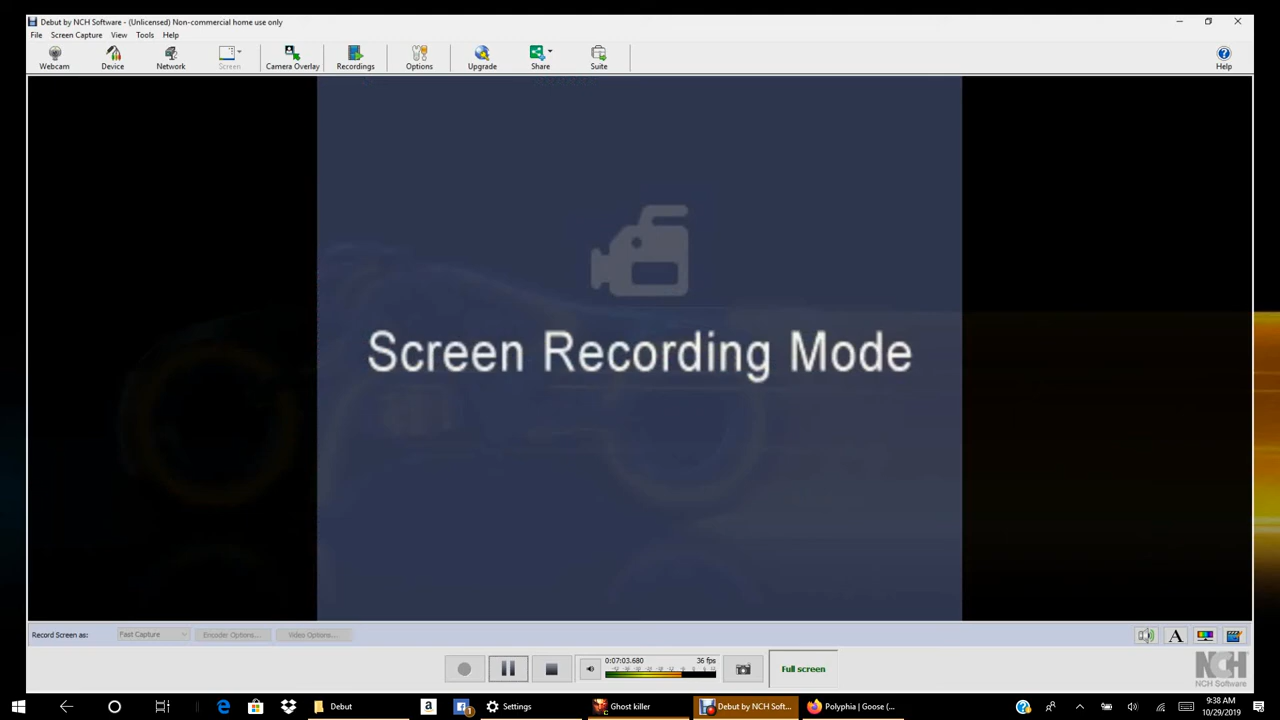 Debut by NCH Software - (Unlicensed) Non-commercial home use only
File Screen Capture View Tools Help
Webcam Device Network Screen Camera Overlay Recordings Options Upgrade Share Suite Help
Screen Recording Mode
Record Screen as: Fast Capture Encoder Options... Video Options... A
0:07:03.680 36 fps
Full screen
NCH
NCH Software
a Debut Settings Ghost killer Debut by NCH Soft... Polyphia | Goose (... 9:38 AM
10/29/2019